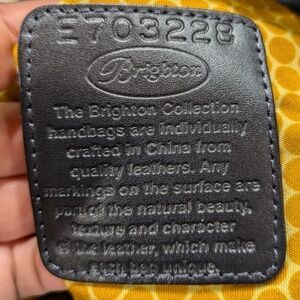 E703228
Brighton
The Brighton Collection
handbags are individually
crafted in China from
quality leathers. Any
markings on the surface are
part of the natural beauty,
texture and character
of the leather, which make
each bag unique.